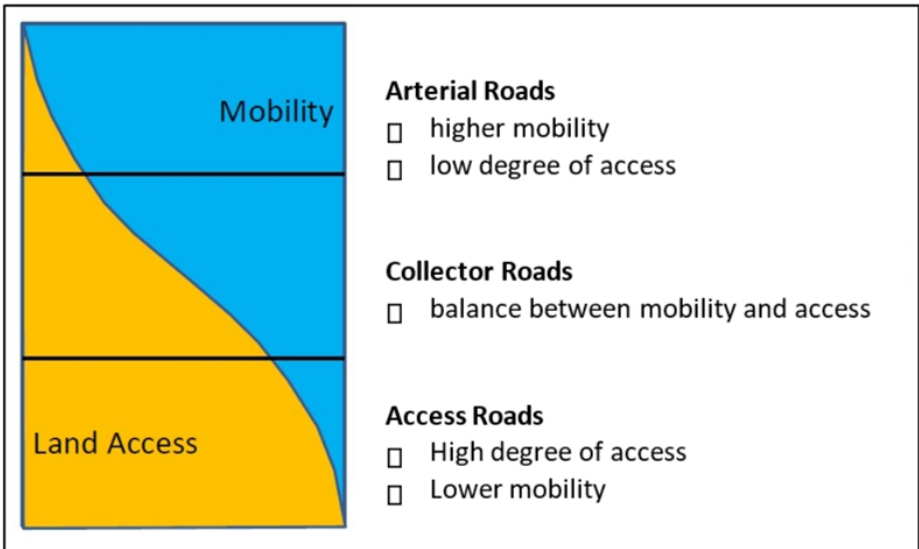 Mobility
Land Access
Arterial Roads
▯ higher mobility
▯ low degree of access
Collector Roads
▯ balance between mobility and access
Access Roads
▯ High degree of access
▯ Lower mobility